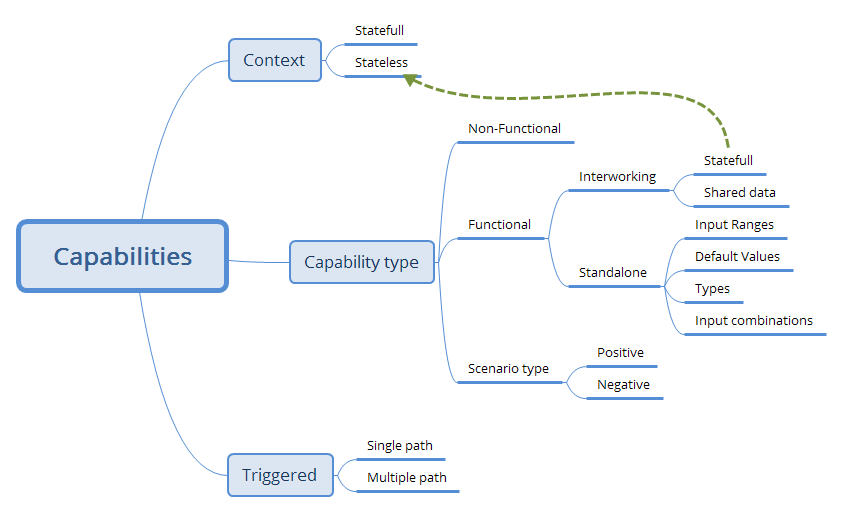 Capabilities
Context
Statefull
Stateless
Capability type
Non-Functional
Functional
Interworking
Statefull
Shared data
Standalone
Input Ranges
Default Values
Types
Input combinations
Scenario type
Positive
Negative
Triggered
Single path
Multiple path